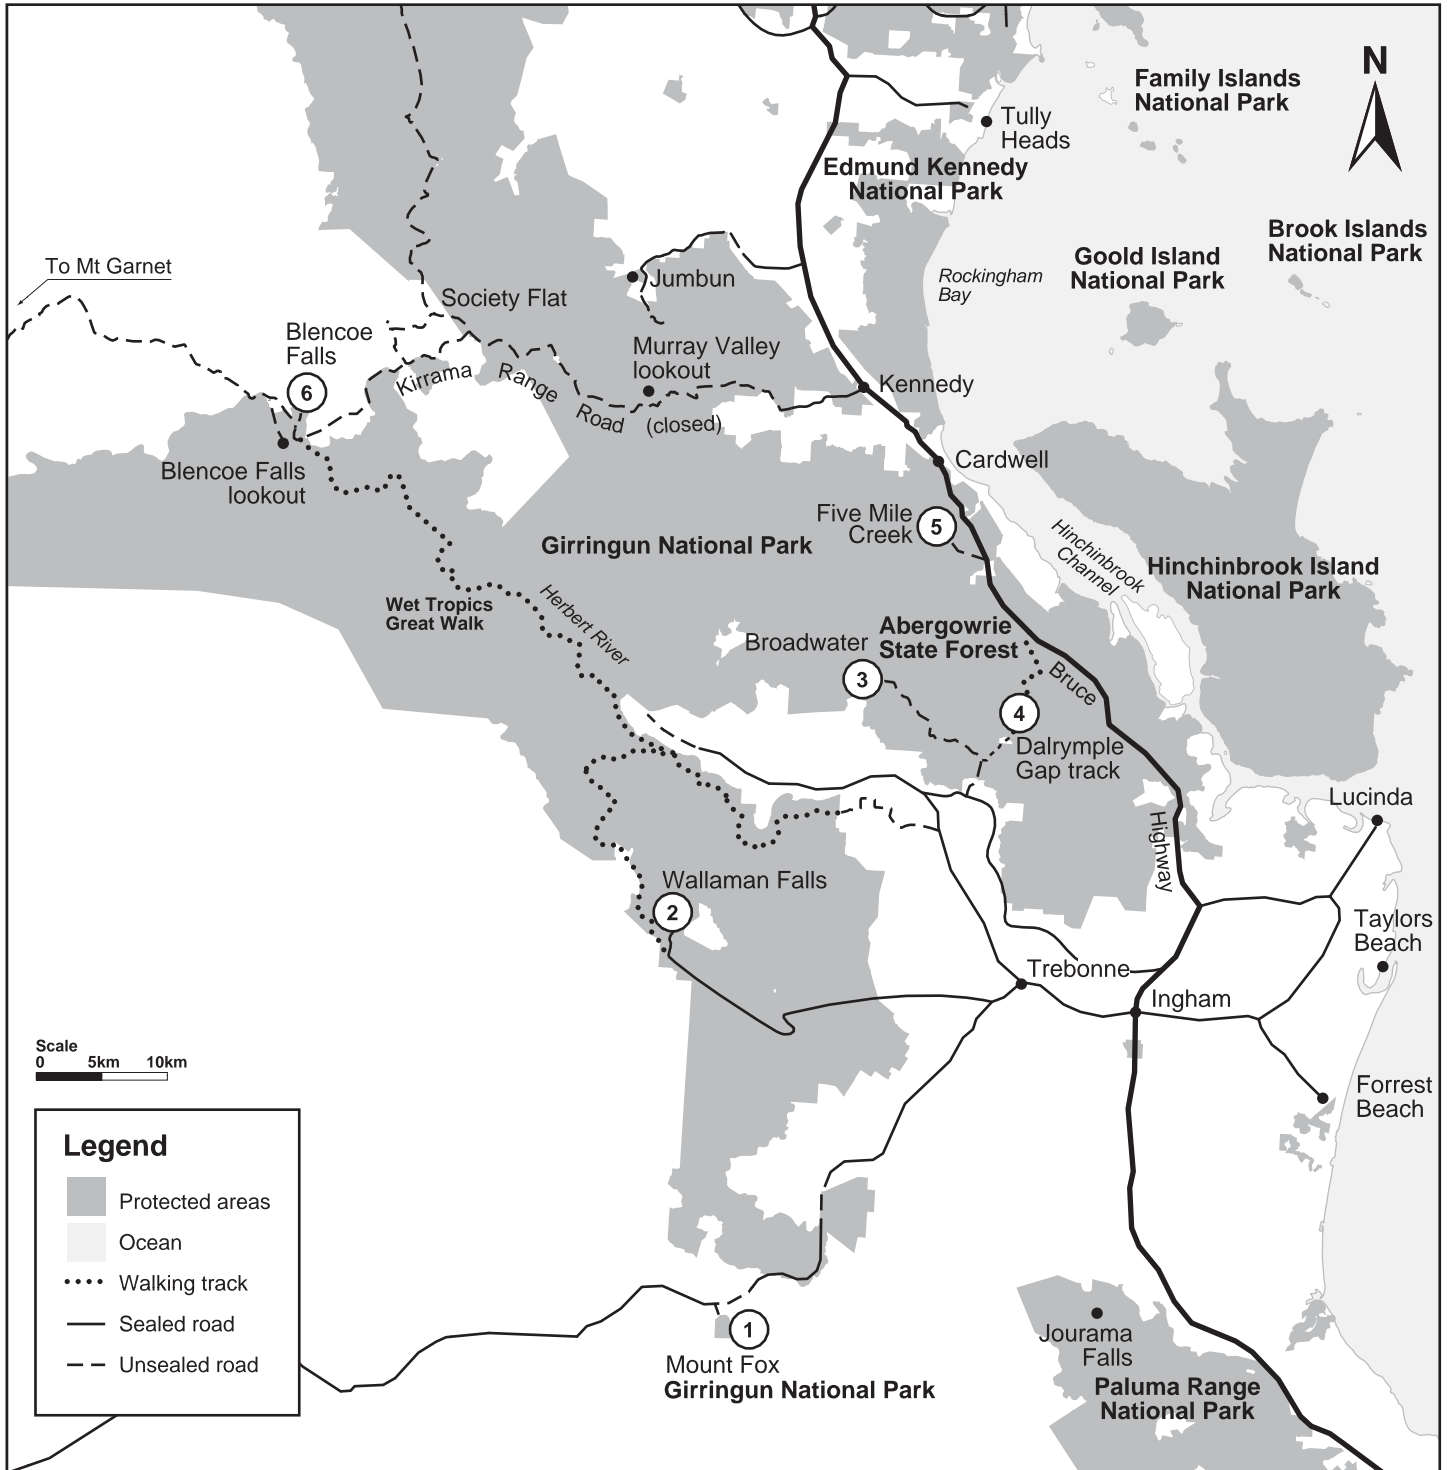 N
Family Islands
National Park
Tully
Heads
Edmund Kennedy
National Park
Brook Islands
National Park
Goold Island
National Park
To Mt Garnet
Rockingham
Bay
Jumbun
Society Flat
Blencoe
Falls
6
Murray Valley
lookout
Kirrama Range Road (closed)
Kennedy
Blencoe Falls
lookout
Cardwell
Five Mile
Creek
5
Hinchinbrook
Channel
Girringun National Park
Hinchinbrook Island
National Park
Wet Tropics
Great Walk
Herbert River
Abergowrie
State Forest
Broadwater
3
Bruce
4
Dalrymple
Gap track
Lucinda
Highway
Wallaman Falls
2
Taylors
Beach
Trebonne
Ingham
Scale
0 5km 10km
Forrest
Beach
Legend
Protected areas
Ocean
Walking track
Sealed road
Unsealed road
1
Mount Fox
Girringun National Park
Jourama
Falls
Paluma Range
National Park